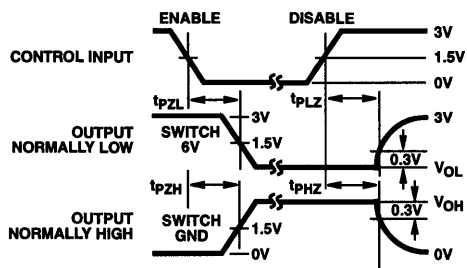 ENABLE
DISABLE
CONTROL INPUT
3V
1.5V
0V
tPZL
tPLZ
OUTPUT
NORMALLY LOW
SWITCH
6V
3V
1.5V
3V
0.3V
VOL
tPZH
tPHZ
OUTPUT
NORMALLY HIGH
SWITCH
GND
1.5V
0V
VOH
0.3V
0V